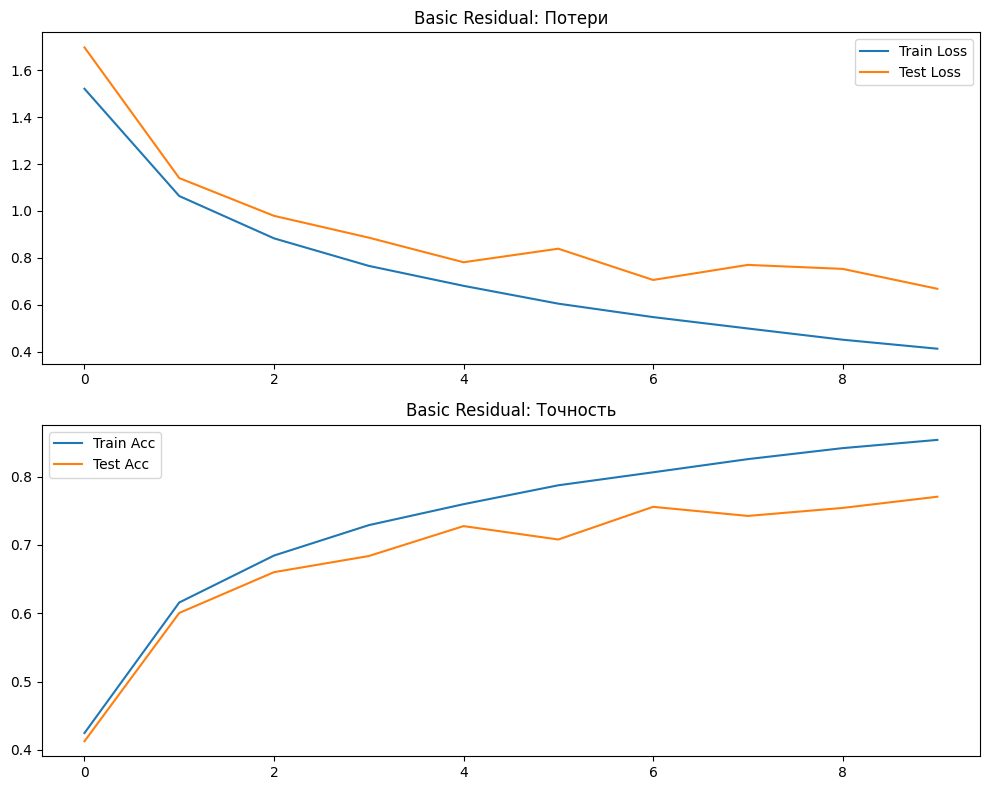 Basic Residual: Потери
Train Loss
Test Loss
1.6
1.4
1.2
1.0
0.8
0.6
0.4
0 2 4 6 8
Basic Residual: Точность
Train Acc
Test Acc
0.8
0.7
0.6
0.5
0.4
0 2 4 6 8